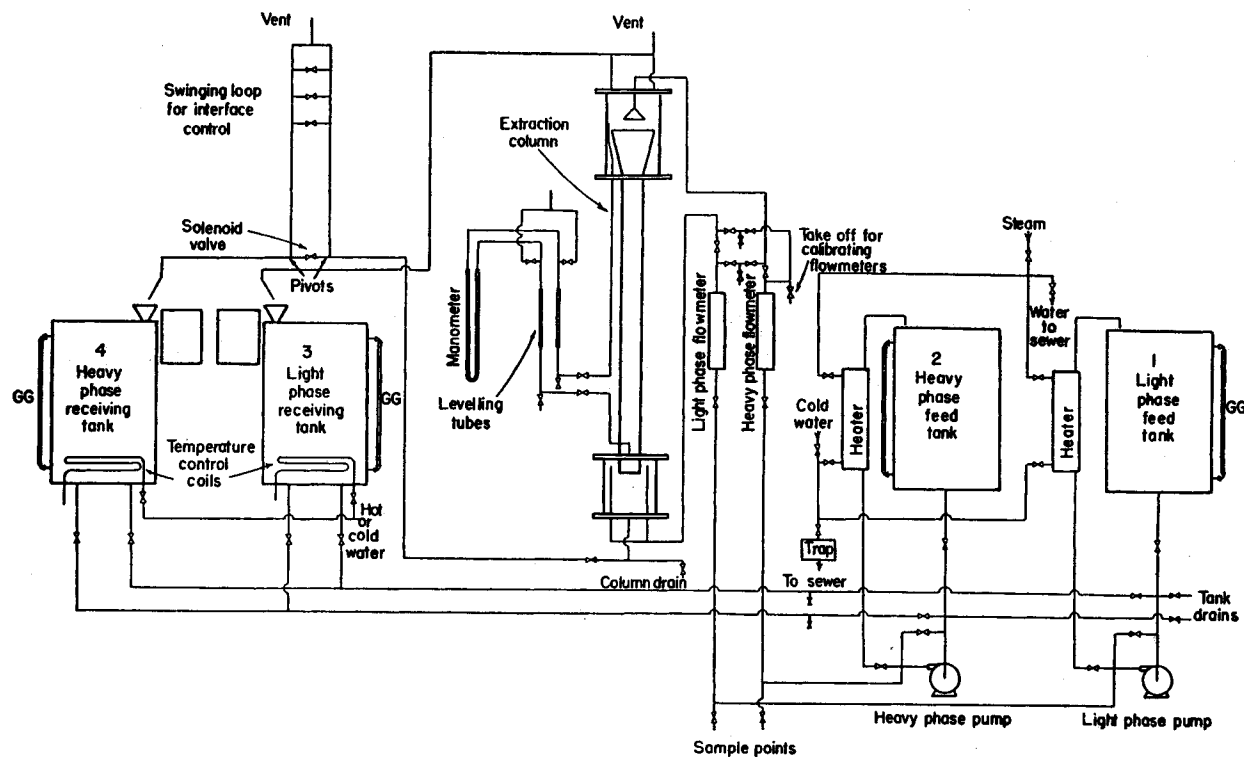 Vent
Vent
Swinging loop
for interface
control
Extraction
column
Solenoid
valve
Pivots
Steam
Take off for
calibrating
flowmeters
Water
to
sewer
Manometer
Levelling
tubes
Light phase flowmeter
Heavy phase flowmeter
4
Heavy
phase
receiving
tank
3
Light
phase
receiving
tank
GG
GG
Temperature
control
coils
Hot
or
cold
water
Cold
water
Heater
2
Heavy
phase
feed
tank
Heater
1
Light
phase
feed
tank
GG
Trap
To sewer
Column drain
Tank
drains
Heavy phase pump
Light phase pump
Sample points